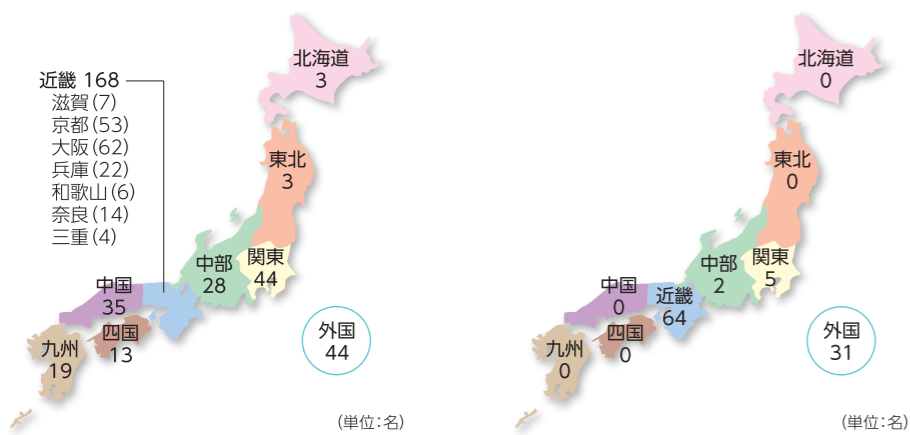 北海道
3
近畿 168
滋賀(7)
京都(53)
大阪(62)
兵庫(22)
和歌山(6)
奈良(14)
三重(4)
東北
3
中部
28
関東
44
中国
35
四国
13
九州
19
外国
44
(単位:名)
北海道
0
東北
0
中部
2
関東
5
中国
0
近畿
64
四国
0
九州
0
外国
31
(単位:名)